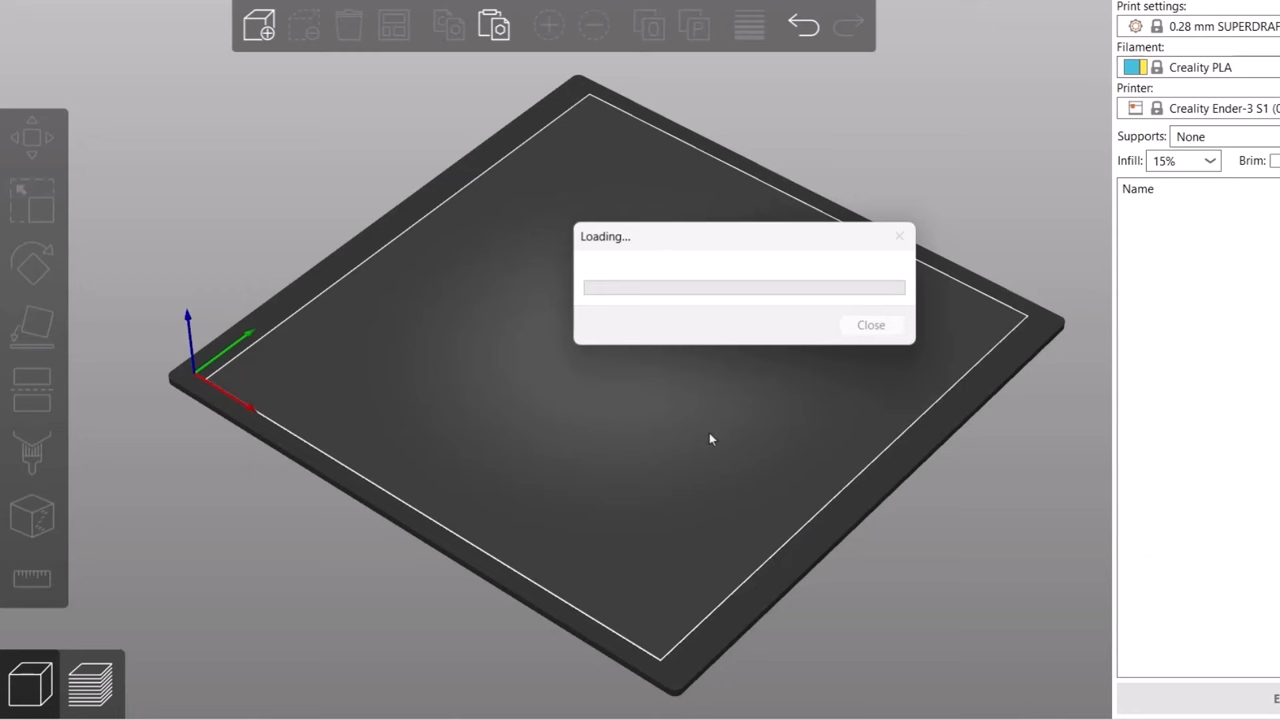 Print settings:
0.28 mm SUPERDRAF
Filament:
Creality PLA
Printer:
Creality Ender-3 S1 (
Supports: None
Infill: 15% Brim:
Name
Loading...
Close